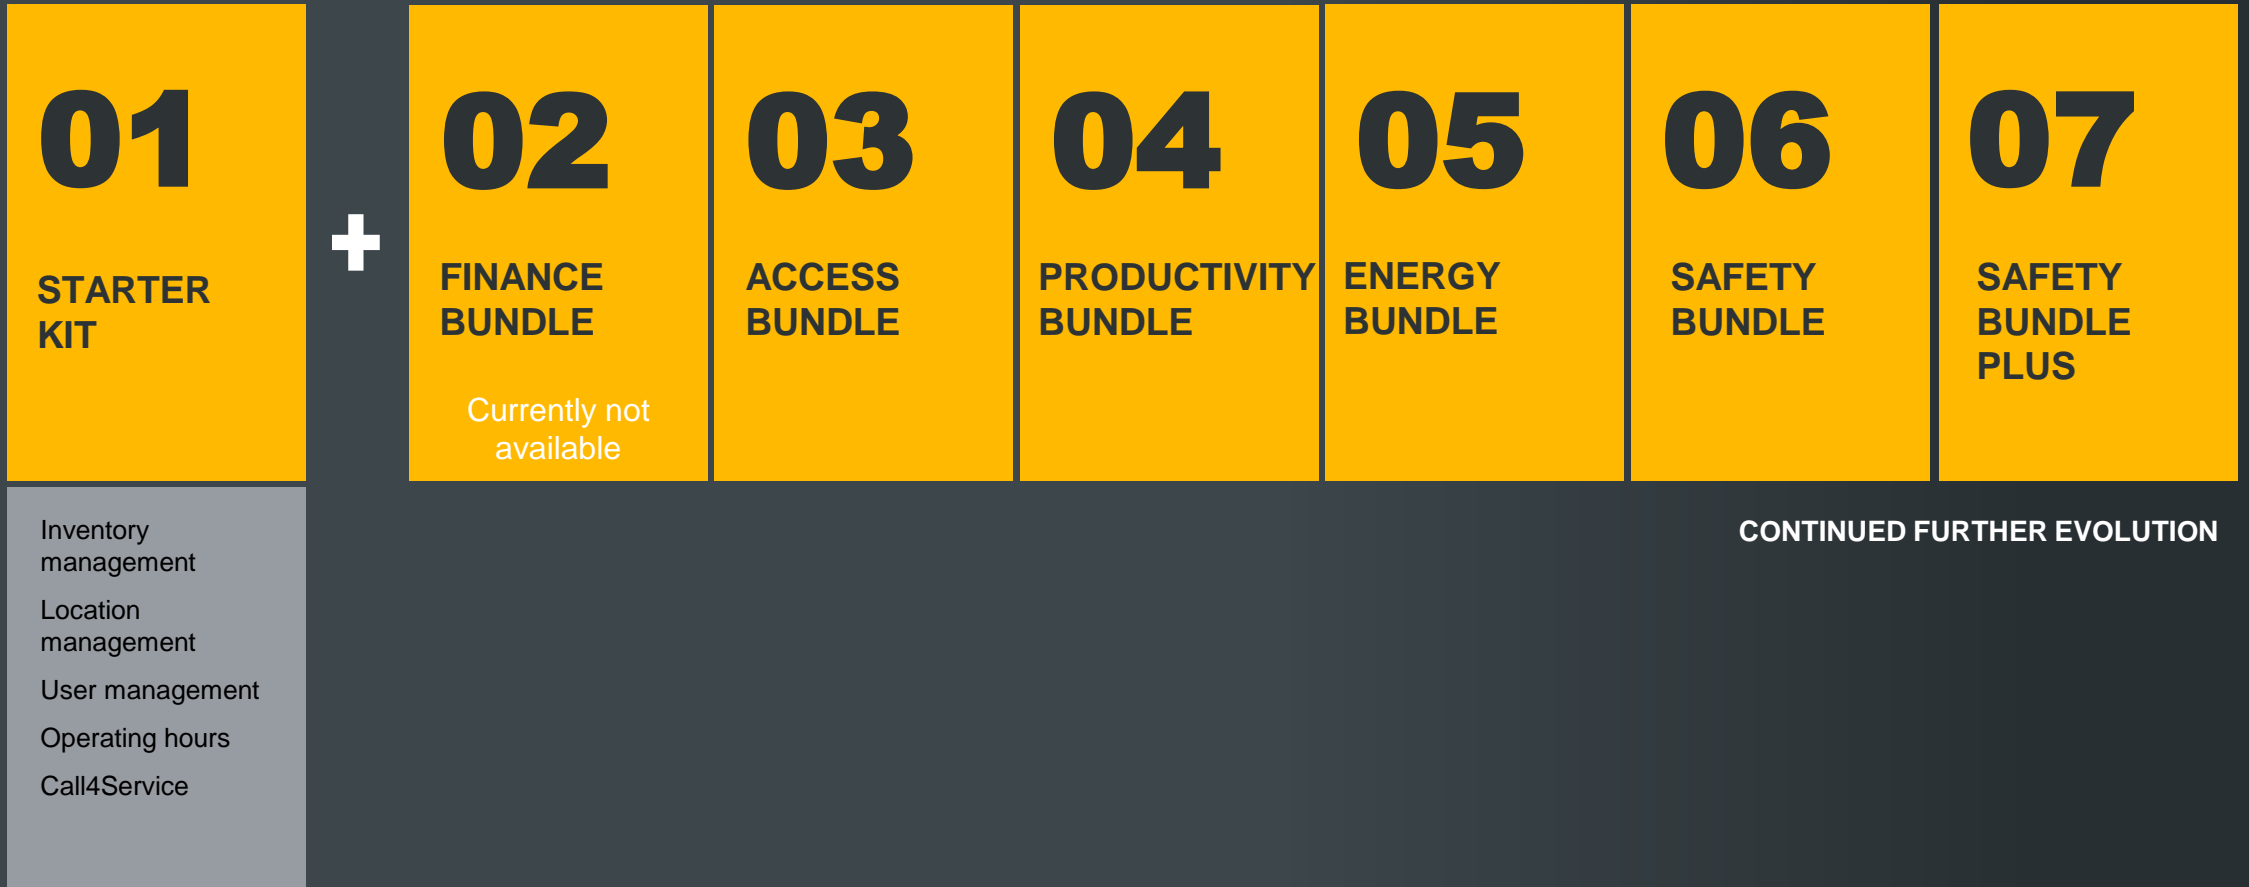 01
STARTER
KIT
+
02
FINANCE
BUNDLE
Currently not
available
03
ACCESS
BUNDLE
04
PRODUCTIVITY
BUNDLE
05
ENERGY
BUNDLE
06
SAFETY
BUNDLE
07
SAFETY
BUNDLE
PLUS
Inventory
management
Location
management
User management
Operating hours
Call4Service
CONTINUED FURTHER EVOLUTION